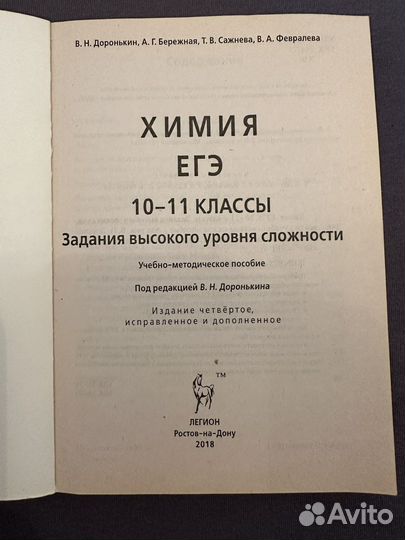 В. Н. Доронькин, А. Г. Бережная, Т. В. Сажнева, В. А. Февралева
ХИМИЯ
ЕГЭ
10–11 КЛАССЫ
Задания высокого уровня сложности
Учебно-методическое пособие
Под редакцией В. Н. Доронькина
Издание четвёртое,
исправленное и дополненное
TM
ЛЕГИОН
Ростов-на-Дону
2018
Avito